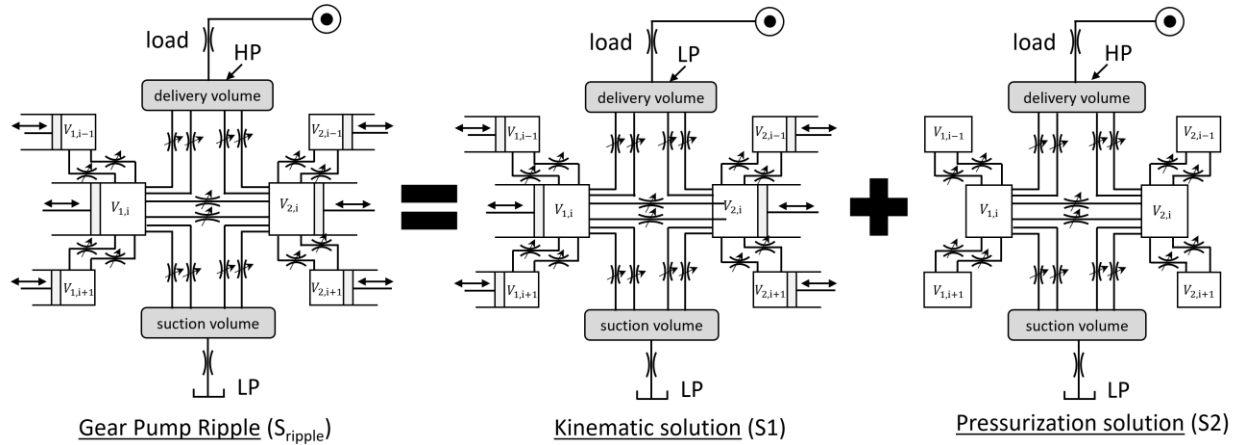 load
HP
delivery volume
V1,i−1
V2,i−1
V1,i
V2,i
V1,i+1
V2,i+1
suction volume
LP
Gear Pump Ripple (Sripple)
=
load
LP
delivery volume
V1,i−1
V2,i−1
V1,i
V2,i
V1,i+1
V2,i+1
suction volume
LP
Kinematic solution (S1)
+
load
HP
delivery volume
V1,i−1
V2,i−1
V1,i
V2,i
V1,i+1
V2,i+1
suction volume
LP
Pressurization solution (S2)